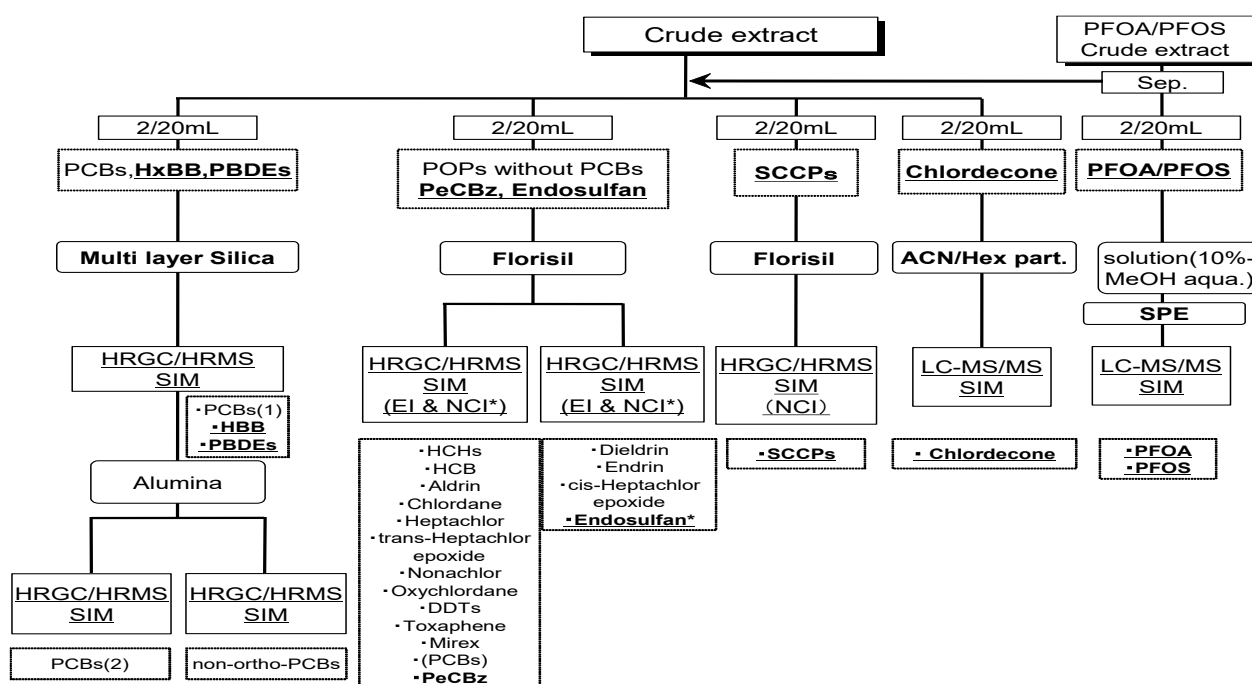 Crude extract
PFOA/PFOS
Crude extract
Sep.
2/20mL
2/20mL
2/20mL
2/20mL
2/20mL
PCBs,HxBB,PBDEs
POPs without PCBs
PeCBz, Endosulfan
SCCPs
Chlordecone
PFOA/PFOS
Multi layer Silica
Florisil
Florisil
ACN/Hex part.
solution(10%-
MeOH aqua.)
SPE
HRGC/HRMS
SIM
HRGC/HRMS
SIM
(EI & NCI*)
HRGC/HRMS
SIM
(EI & NCI*)
HRGC/HRMS
SIM
（NCI）
LC-MS/MS
SIM
LC-MS/MS
SIM
・PCBs(1)
・HBB
・PBDEs
・HCHs
・HCB
・Aldrin
・Chlordane
・Heptachlor
・trans-Heptachlor
epoxide
・Nonachlor
・Oxychlordane
・DDTs
・Toxaphene
・Mirex
・(PCBs)
・PeCBz
・Dieldrin
・Endrin
・cis-Heptachlor
epoxide
・Endosulfan*
・SCCPs
・Chlordecone
・PFOA
・PFOS
Alumina
HRGC/HRMS
SIM
HRGC/HRMS
SIM
PCBs(2)
non-ortho-PCBs